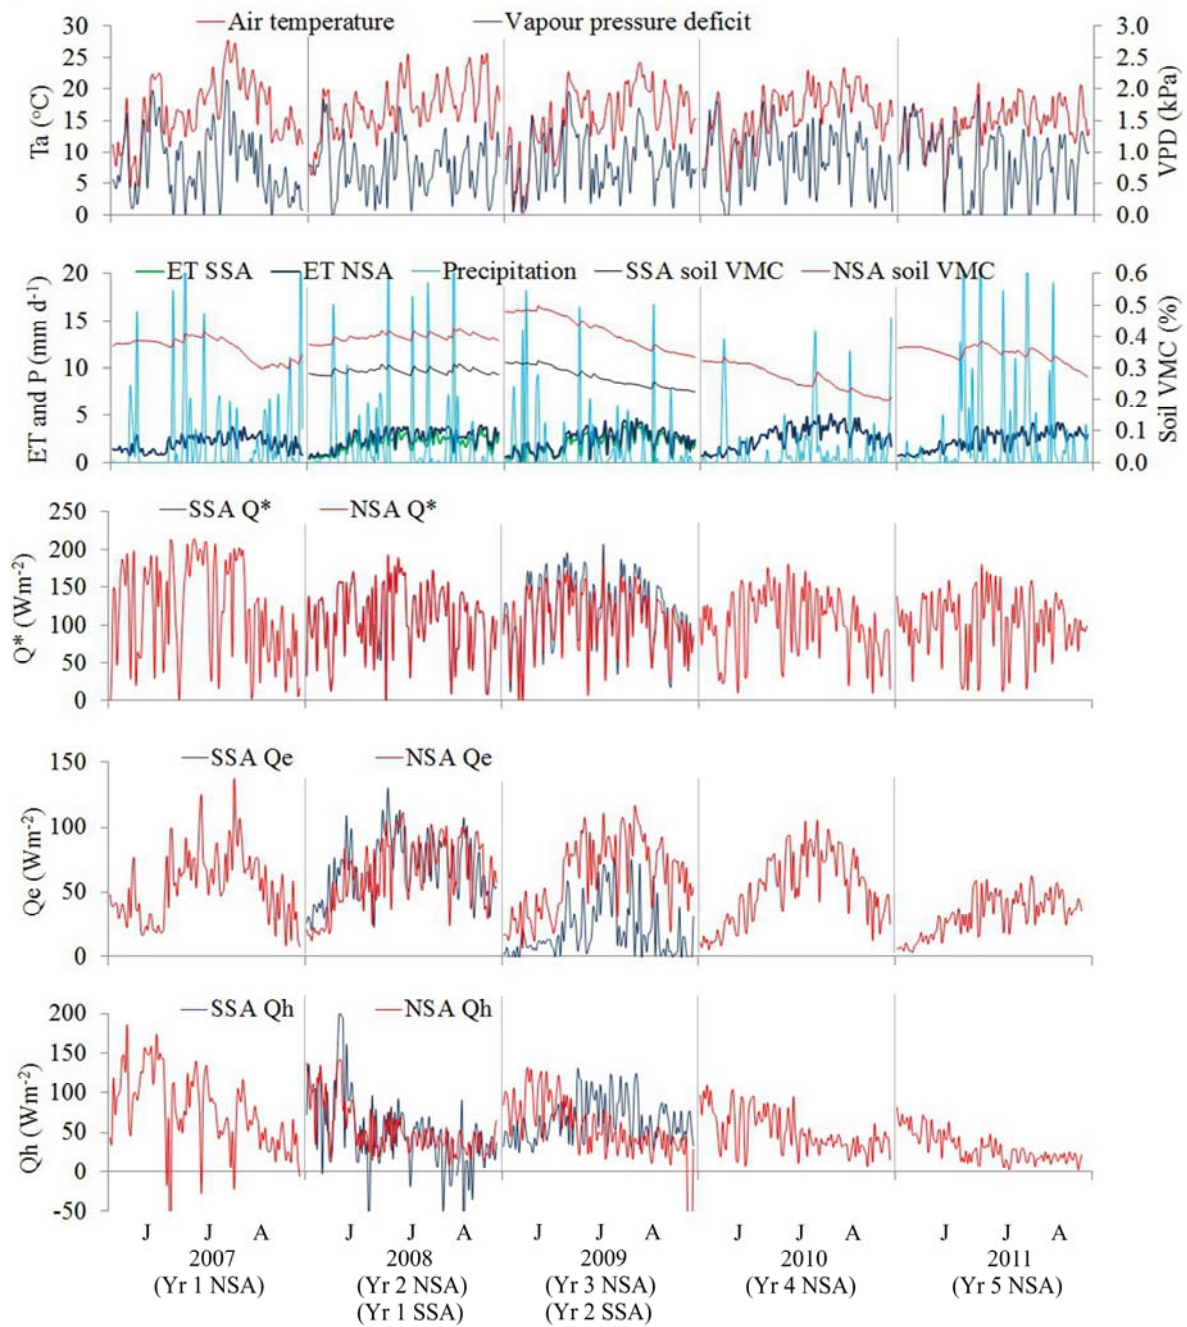 Air temperature Vapour pressure deficit
30 3.0
25 2.5
20 2.0
15 1.5
10 1.0
5 0.5
0 0.0
Ta (°C)
VPD (kPa)
ET SSA ET NSA Precipitation SSA soil VMC NSA soil VMC
20 0.6
0.5
15 0.4
10 0.3
0.2
5 0.1
0 0.0
ET and P (mm d-1)
Soil VMC (%)
SSA Q* NSA Q*
250
200
150
100
50
0
Q* (Wm-2)
SSA Qe NSA Qe
150
100
50
0
Qe (Wm-2)
SSA Qh NSA Qh
200
150
100
50
0
-50
Qh (Wm-2)
J J A J J A J J A J J A J J A
2007 2008 2009 2010 2011
(Yr 1 NSA) (Yr 2 NSA) (Yr 3 NSA) (Yr 4 NSA) (Yr 5 NSA)
(Yr 1 SSA) (Yr 2 SSA)